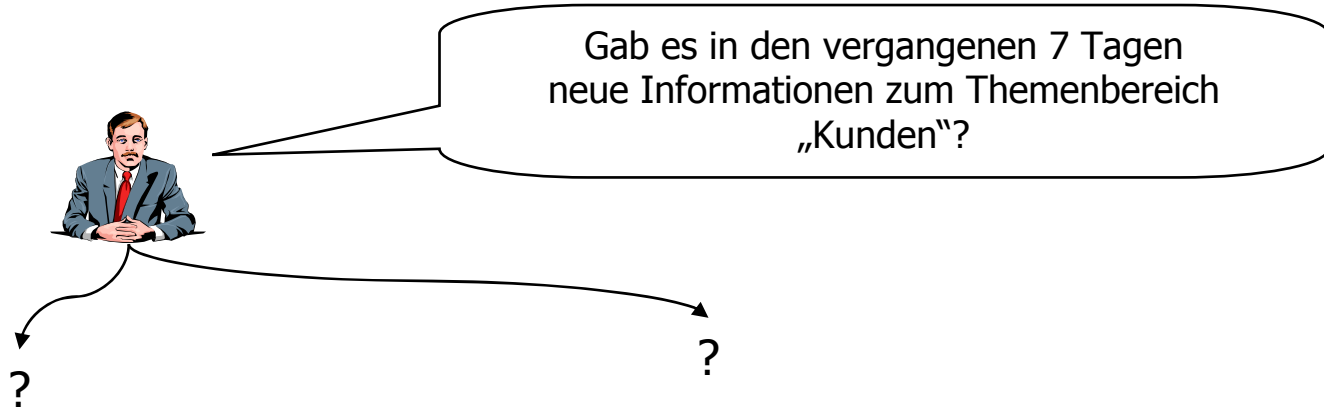 Gab es in den vergangenen 7 Tagen
neue Informationen zum Themenbereich
„Kunden“?
?
?